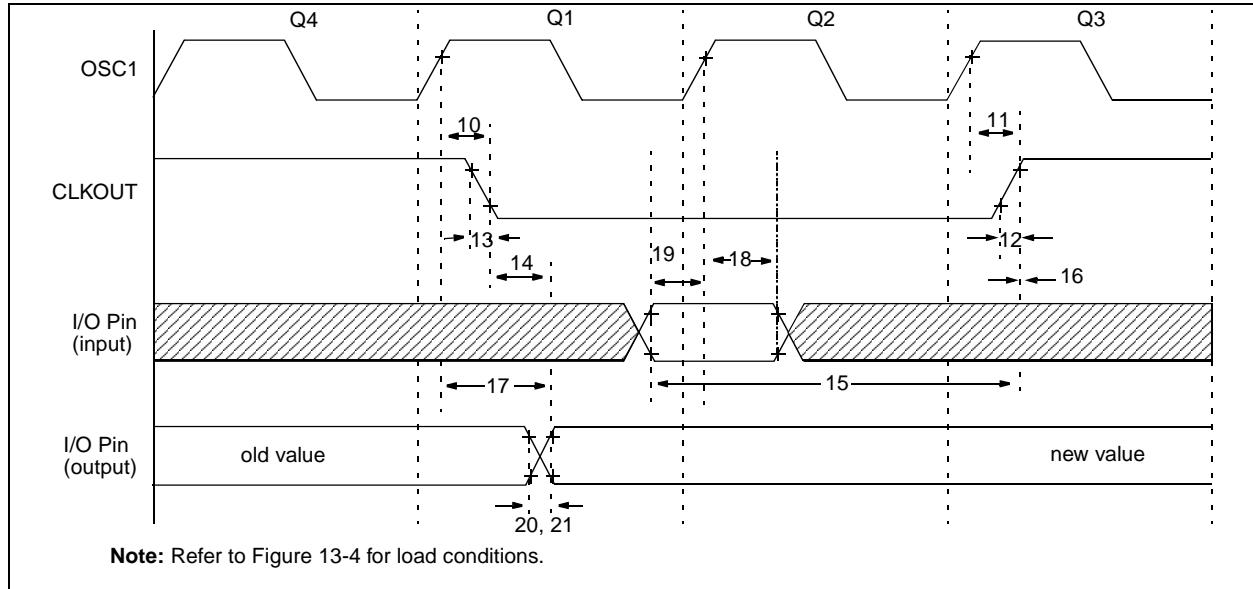 Q4 Q1 Q2 Q3
OSC1
10 11
CLKOUT
13 12
14 19 18 16
I/O Pin
(input)
17 15
I/O Pin
(output)
old value new value
20, 21
Note: Refer to Figure 13-4 for load conditions.